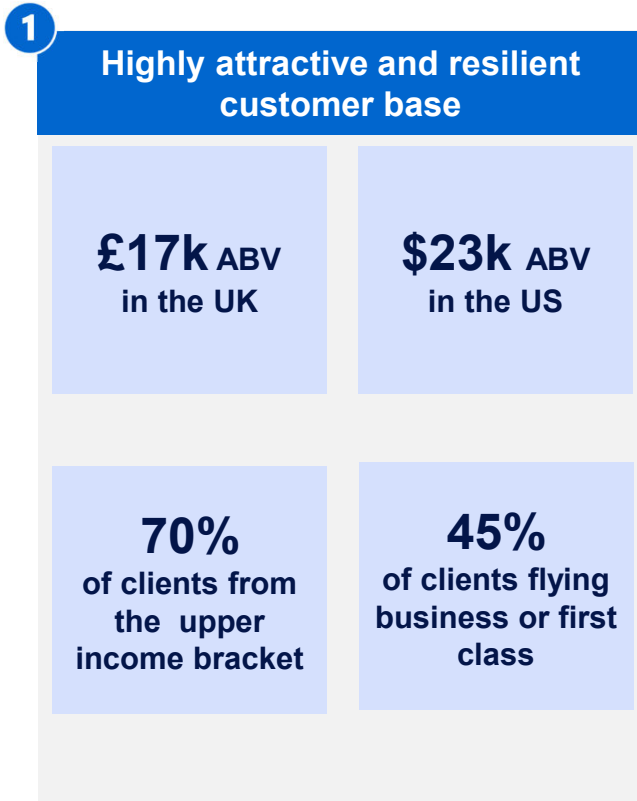 1
Highly attractive and resilient
customer base
£17k ABV
in the UK
$23k ABV
in the US
70%
of clients from
the upper
income bracket
45%
of clients flying
business or first
class